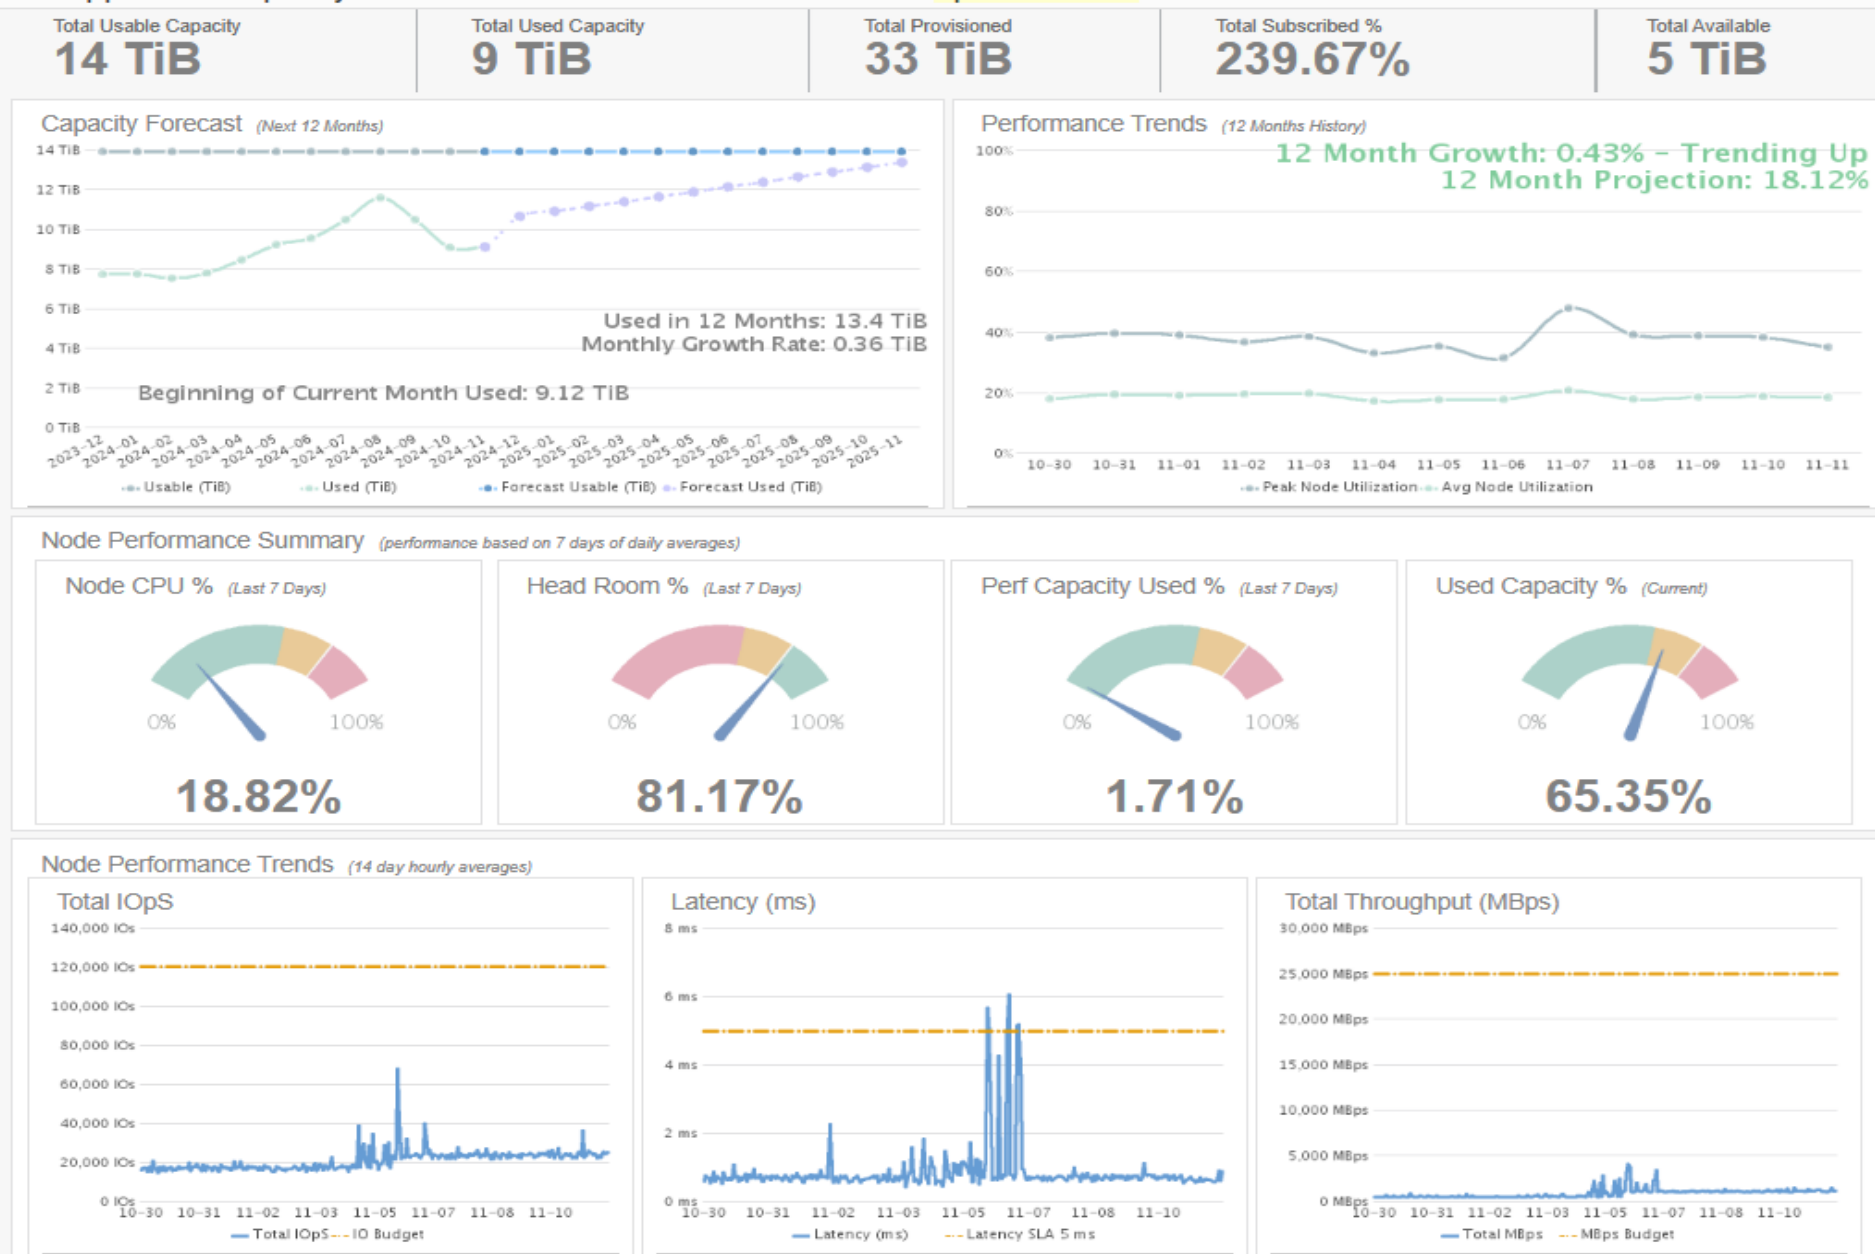 Total Usable Capacity
14 TiB
Total Used Capacity
9 TiB
Total Provisioned
33 TiB
Total Subscribed %
239.67%
Total Available
5 TiB
Capacity Forecast (Next 12 Months)
14 TiB
12 TiB
10 TiB
8 TiB
6 TiB
4 TiB
2 TiB
0 TiB
Used in 12 Months: 13.4 TiB
Monthly Growth Rate: 0.36 TiB
Beginning of Current Month Used: 9.12 TiB
2023-12 2024-01 2024-02 2024-03 2024-04 2024-05 2024-06 2024-07 2024-08 2024-09 2024-10 2024-11 2024-12 2025-01 2025-02 2025-03 2025-04 2025-05 2025-06 2025-07 2025-08 2025-09 2025-10 2025-11
Usable (TiB) Used (TiB) Forecast Usable (TiB) Forecast Used (TiB)
Performance Trends (12 Months History)
12 Month Growth: 0.43% – Trending Up
12 Month Projection: 18.12%
100%
80%
60%
40%
20%
0%
10-30 10-31 11-01 11-02 11-03 11-04 11-05 11-06 11-07 11-08 11-09 11-10 11-11
Peak Node Utilization Avg Node Utilization
Node Performance Summary (performance based on 7 days of daily averages)
Node CPU % (Last 7 Days)
0% 100%
18.82%
Head Room % (Last 7 Days)
0% 100%
81.17%
Perf Capacity Used % (Last 7 Days)
0% 100%
1.71%
Used Capacity % (Current)
0% 100%
65.35%
Node Performance Trends (14 day hourly averages)
Total IOpS
140,000 IOs
120,000 IOs
100,000 IOs
80,000 IOs
60,000 IOs
40,000 IOs
20,000 IOs
0 IOs
10-30 10-31 11-02 11-03 11-05 11-07 11-08 11-10
Total IOpS IO Budget
Latency (ms)
8 ms
6 ms
4 ms
2 ms
0 ms
10-30 10-31 11-02 11-03 11-05 11-07 11-08 11-10
Latency (ms) Latency SLA 5 ms
Total Throughput (MBps)
30,000 MBps
25,000 MBps
20,000 MBps
15,000 MBps
10,000 MBps
5,000 MBps
0 MBps
10-30 10-31 11-02 11-03 11-05 11-07 11-08 11-10
Total MBps MBps Budget